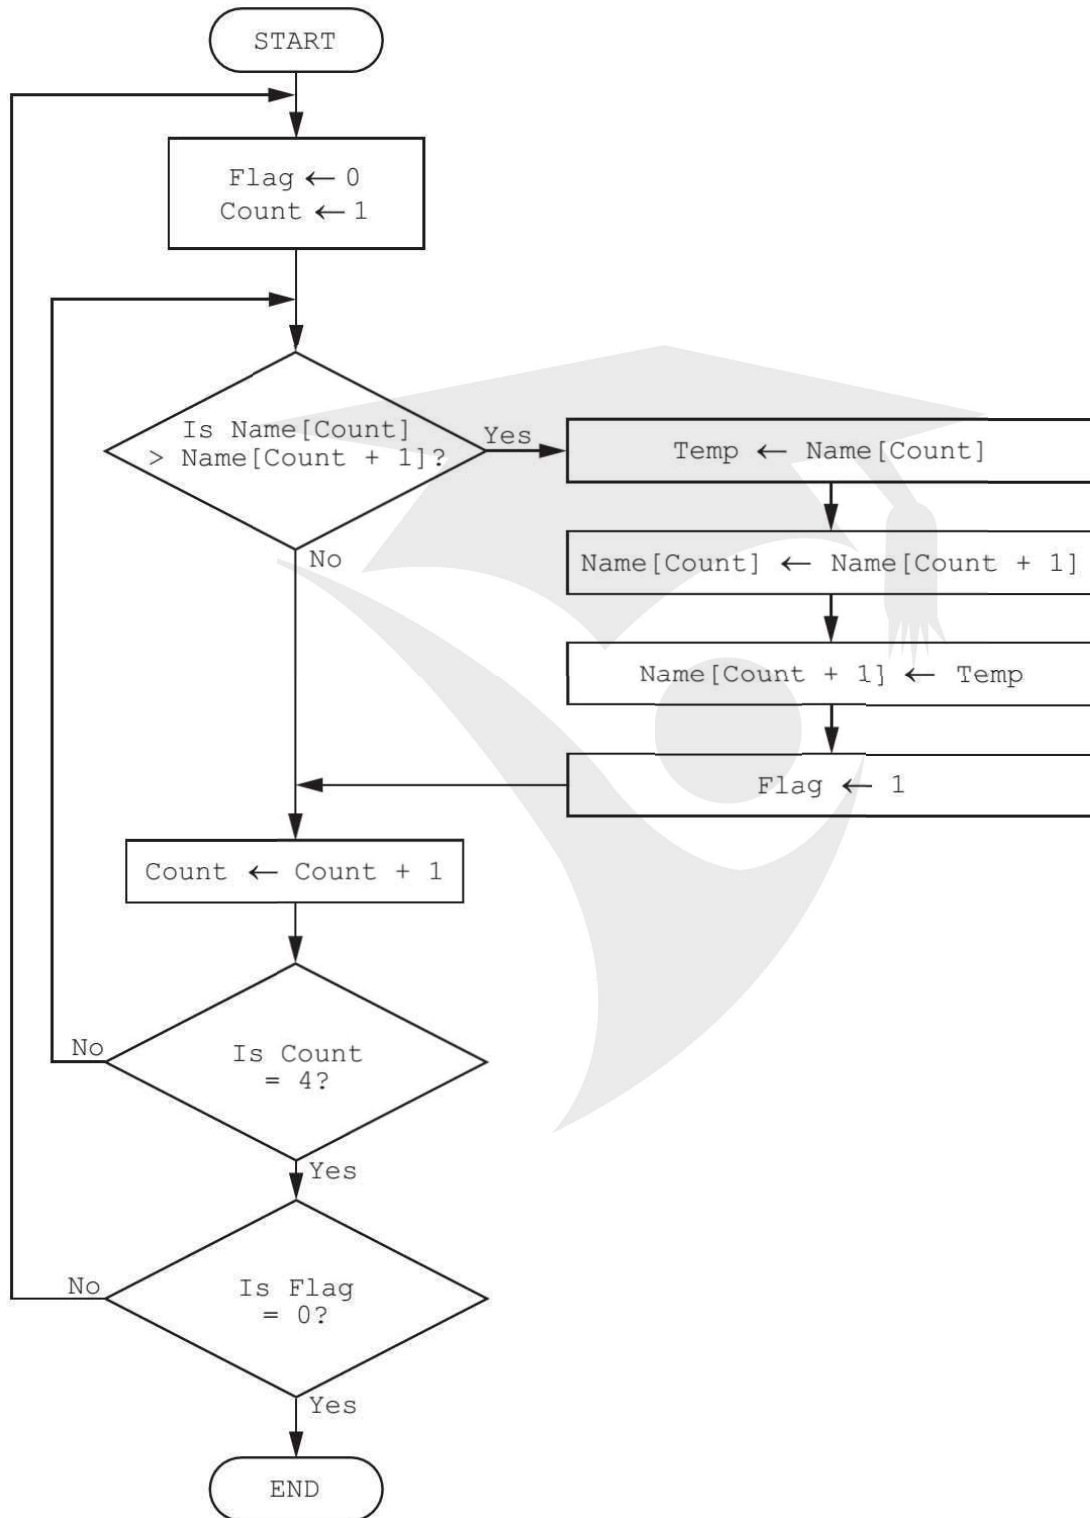 START
Flag ← 0
Count ← 1
Is Name[Count]
> Name[Count + 1]?
Yes
Temp ← Name[Count]
No
Name[Count] ← Name[Count + 1]
Name[Count + 1] ← Temp
Flag ← 1
Count ← Count + 1
No
Is Count
= 4?
Yes
No
Is Flag
= 0?
Yes
END